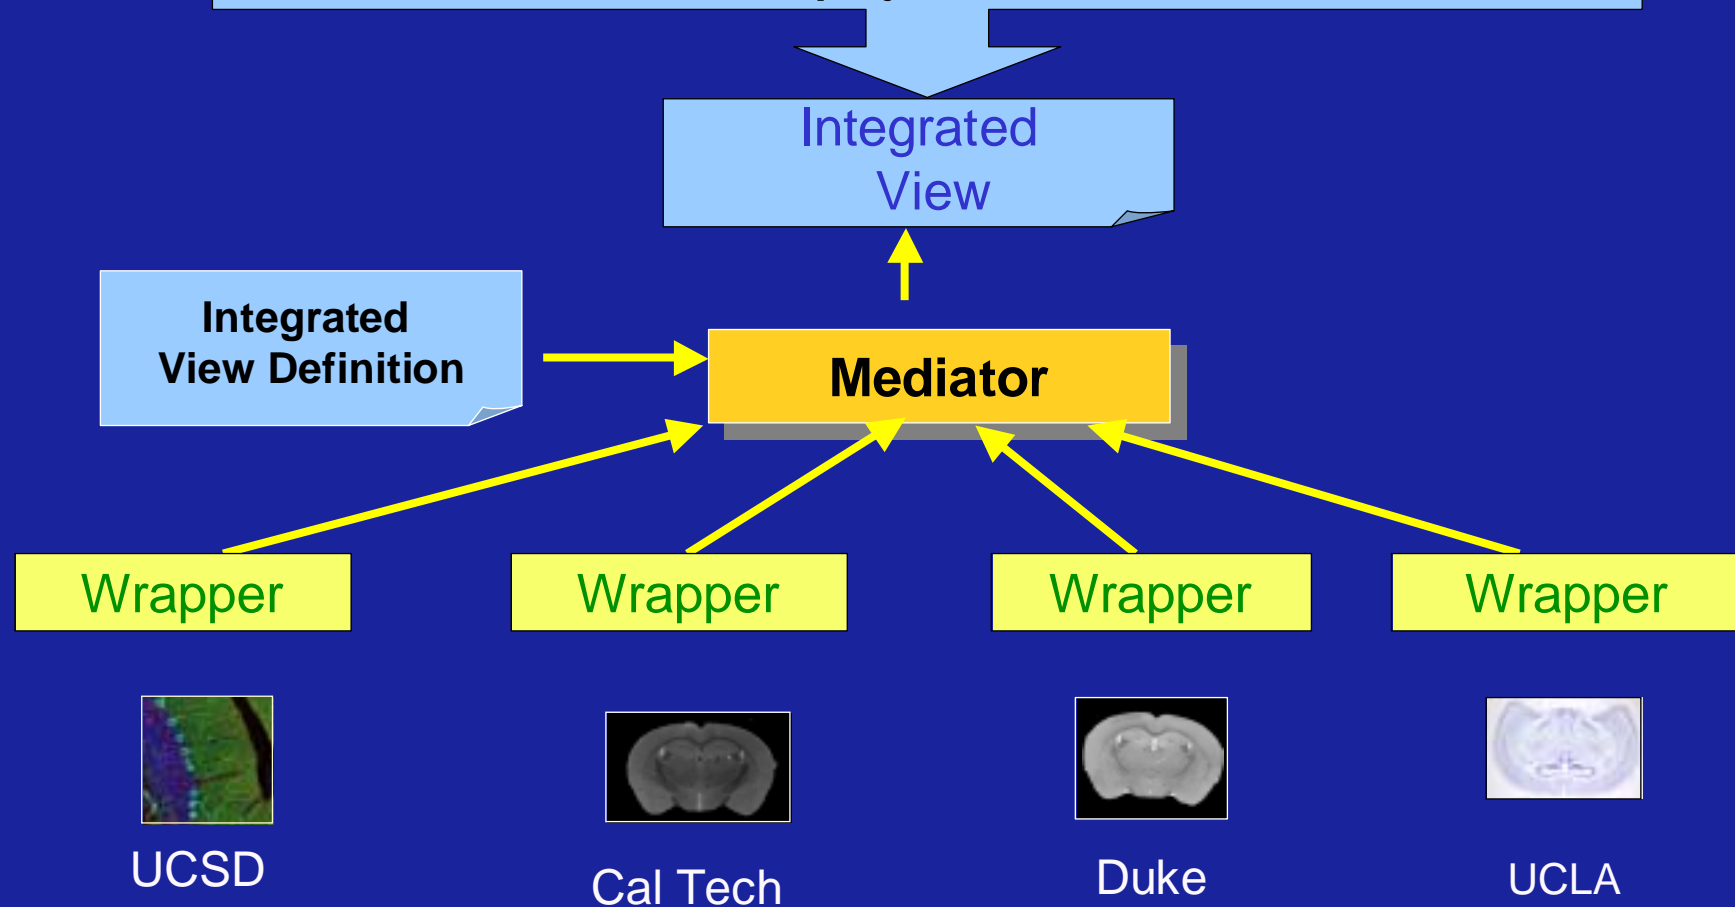 Integrated
View
Integrated
View Definition
Mediator
Wrapper Wrapper Wrapper Wrapper
UCSD Cal Tech Duke UCLA